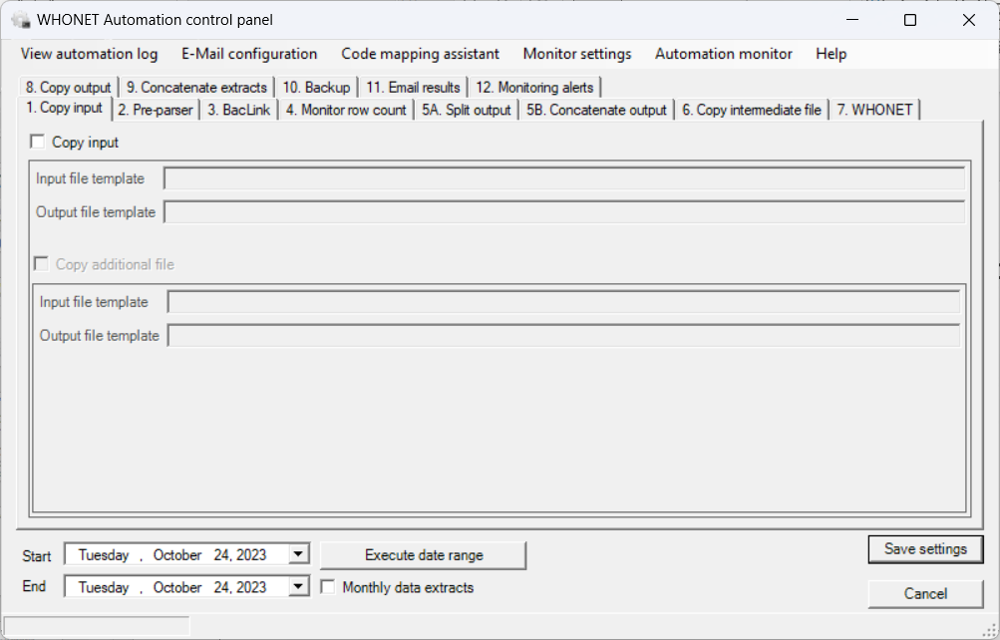 WHONET Automation control panel
View automation log E-Mail configuration Code mapping assistant Monitor settings Automation monitor Help
8. Copy output 9. Concatenate extracts 10. Backup 11. Email results 12. Monitoring alerts
1. Copy input 2. Pre-parser 3. BacLink 4. Monitor row count 5A. Split output 5B. Concatenate output 6. Copy intermediate file 7. WHONET
Copy input
Input file template
Output file template
Copy additional file
Input file template
Output file template
Start Tuesday , October 24, 2023 Execute date range Save settings
End Tuesday , October 24, 2023 Monthly data extracts Cancel